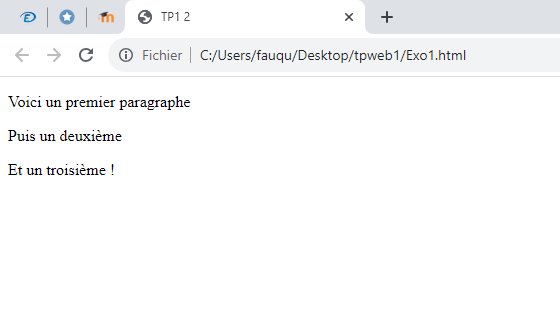 TP1 2
Fichier C:/Users/fauqu/Desktop/tpweb1/Exo1.html
Voici un premier paragraphe
Puis un deuxième
Et un troisième !